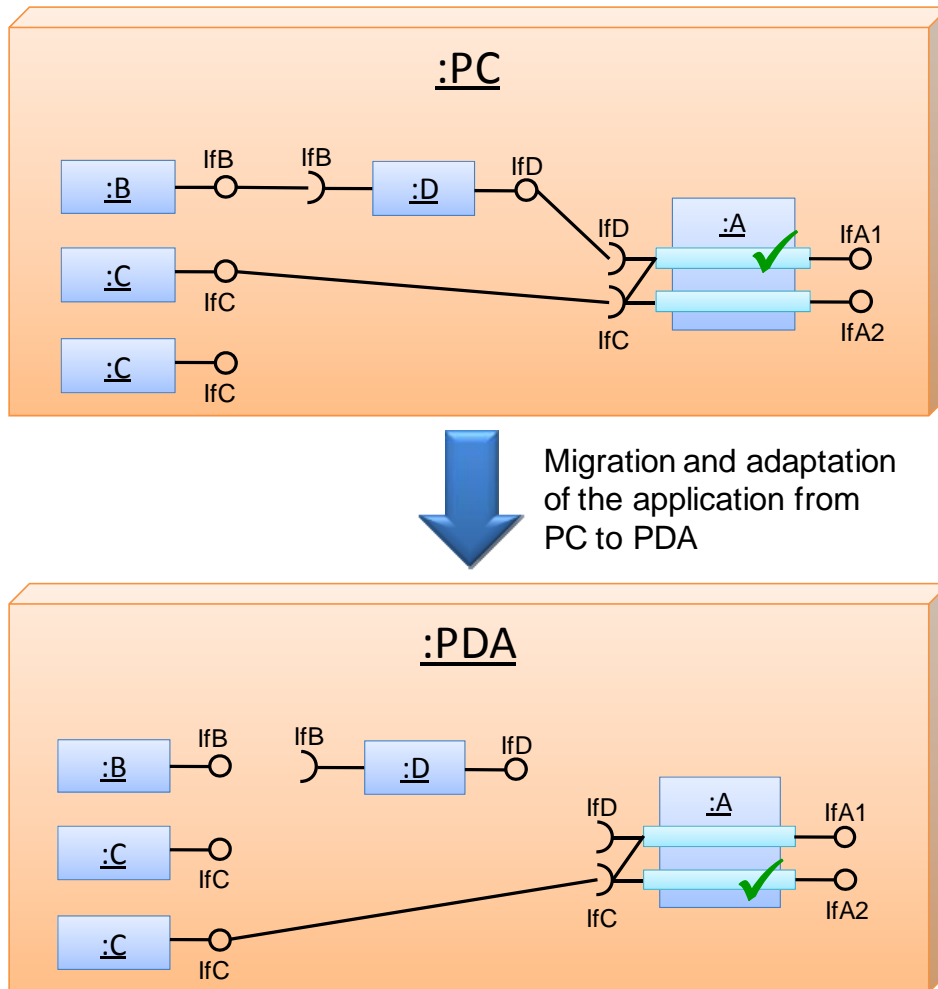 :PC
IfB
IfB
IfD
:B
:D
IfD
:A
IfA1
:C
IfC
IfC
IfA2
:C
IfC
Migration and adaptation
of the application from
PC to PDA
:PDA
IfB
IfB
IfD
:B
:D
IfD
:A
IfA1
:C
IfC
IfC
IfA2
:C
IfC